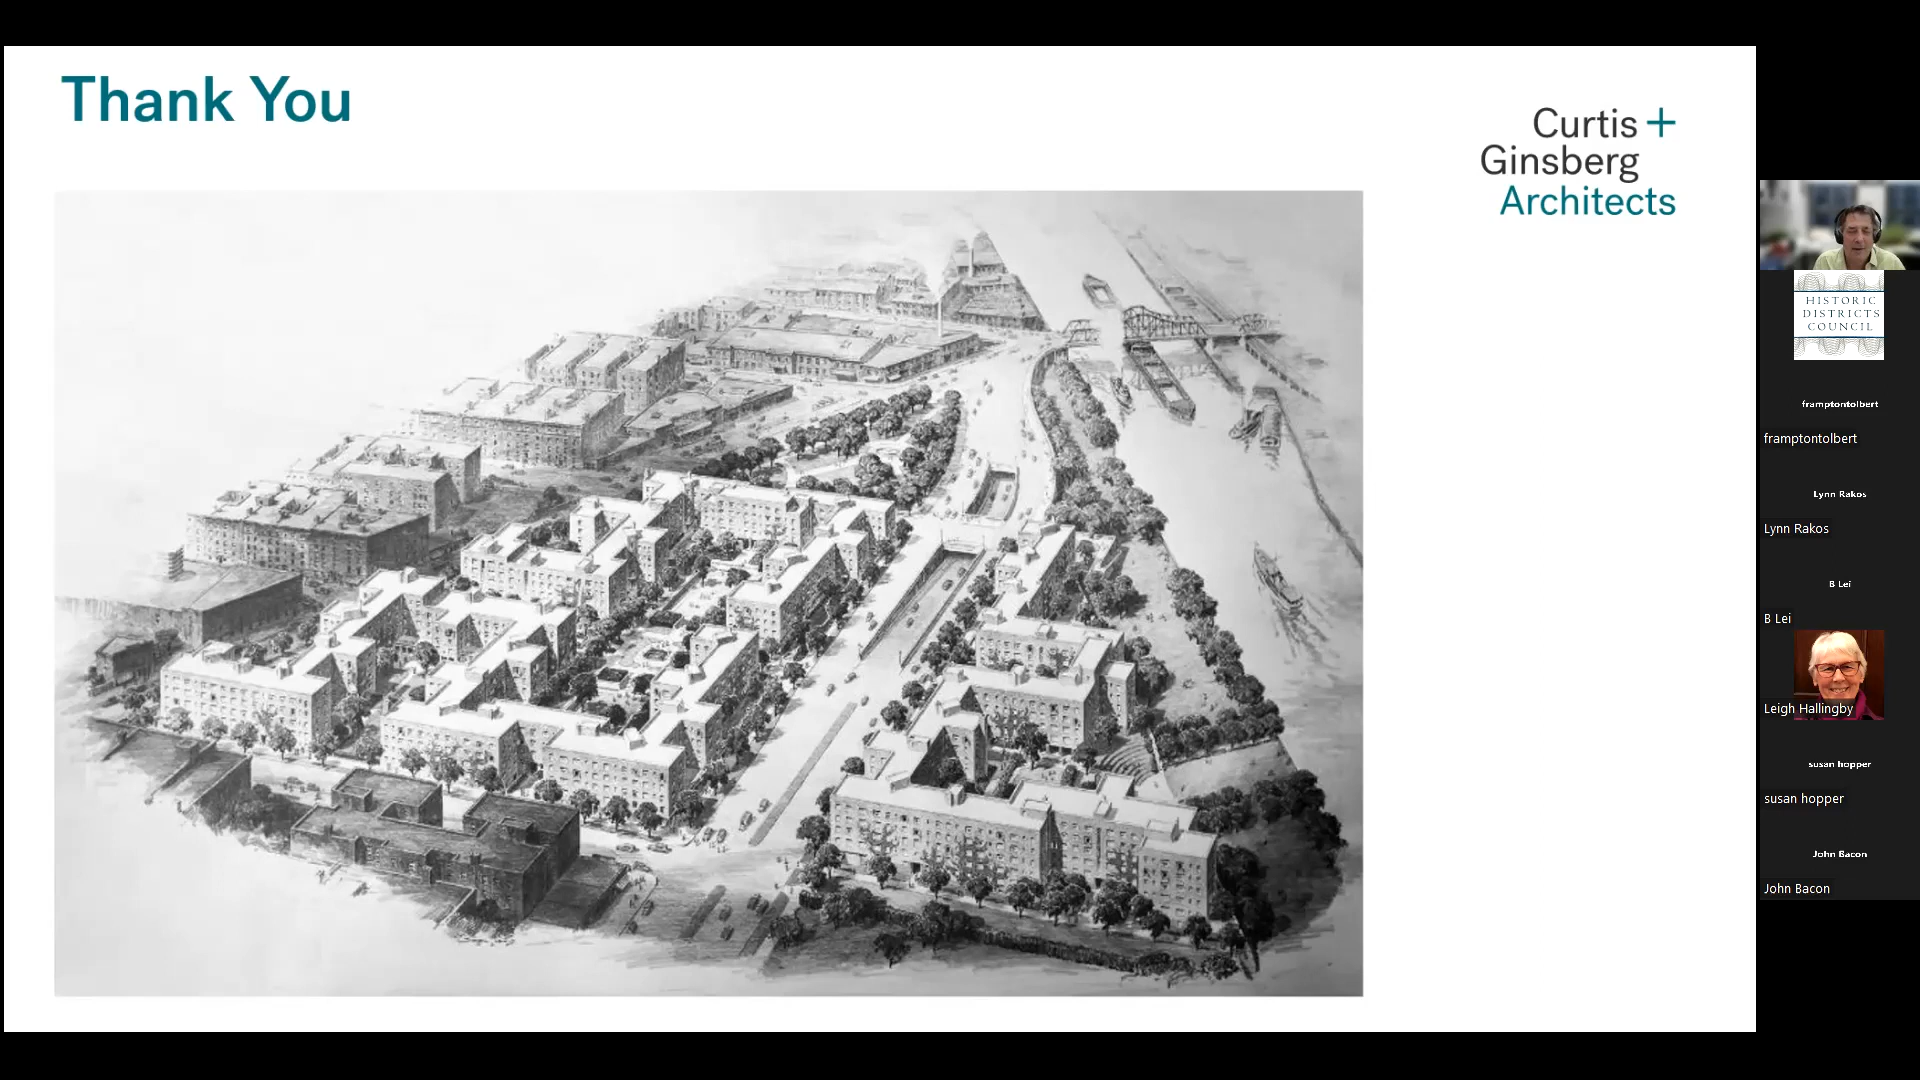 Thank You
Curtis +
Ginsberg
Architects
HISTORIC
DISTRICTS
COUNCIL
framptontolbert
framptontolbert
Lynn Rakos
Lynn Rakos
B Lei
B Lei
Leigh Hallingby
susan hopper
susan hopper
John Bacon
John Bacon